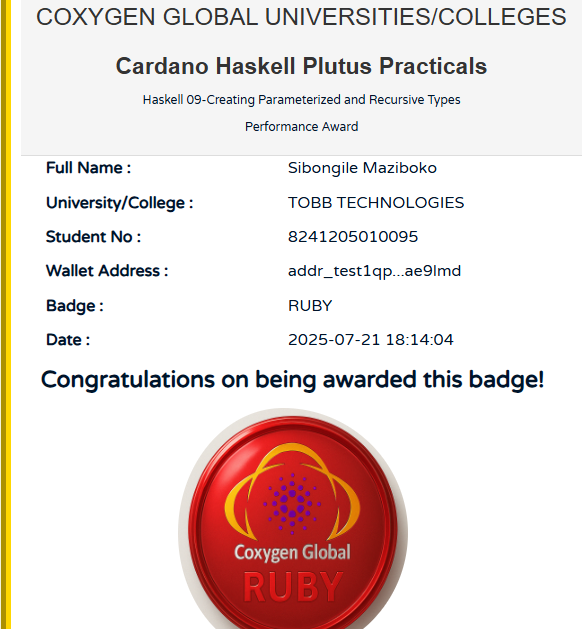 COXYGEN GLOBAL UNIVERSITIES/COLLEGES
Cardano Haskell Plutus Practicals
Haskell 09-Creating Parameterized and Recursive Types
Performance Award
Full Name : Sibongile Maziboko
University/College : TOBB TECHNOLOGIES
Student No : 8241205010095
Wallet Address : addr_test1qp...ae9lmd
Badge : RUBY
Date : 2025-07-21 18:14:04
Congratulations on being awarded this badge!
Coxygen Global
RUBY